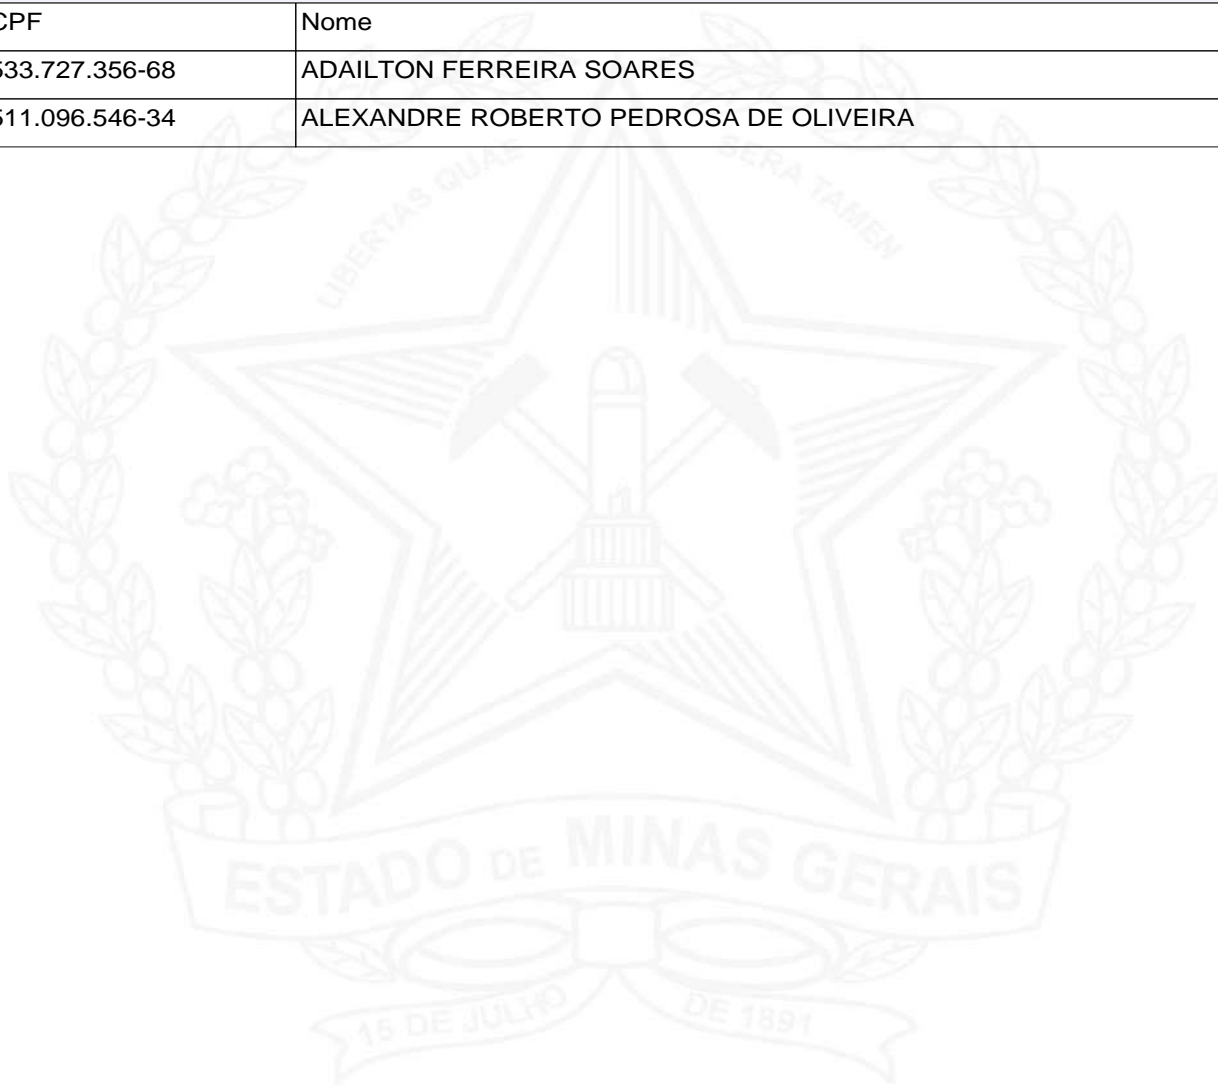 CPF Nome
533.727.356-68 ADAILTON FERREIRA SOARES
511.096.546-34 ALEXANDRE ROBERTO PEDROSA DE OLIVEIRA
LIBERTAS QUAE SERA TAMEN
ESTADO DE MINAS GERAIS
15 DE JULHO DE 1891